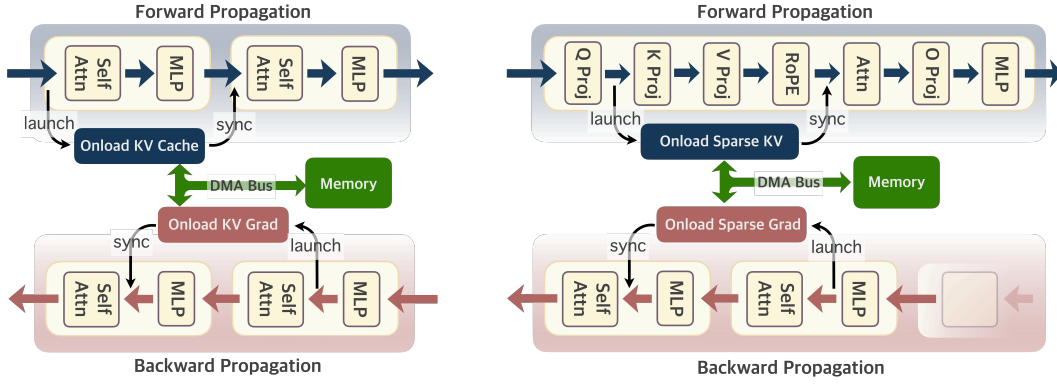 Forward Propagation
Self
Attn
MLP
Self
Attn
MLP
launch
sync
Onload KV Cache
DMA Bus
Memory
Onload KV Grad
sync
launch
Self
Attn
MLP
Self
Attn
MLP
Backward Propagation
Forward Propagation
Q Proj
K Proj
V Proj
RoPE
Attn
O Proj
MLP
launch
sync
Onload Sparse KV
DMA Bus
Memory
Onload Sparse Grad
sync
launch
Self
Attn
MLP
Self
Attn
MLP
Backward Propagation